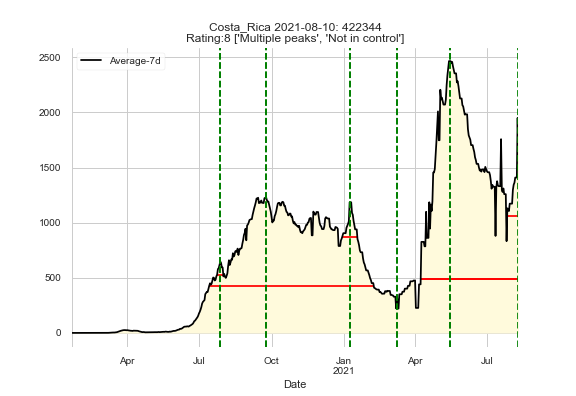 Costa_Rica 2021-08-10: 422344
Rating:8 ['Multiple peaks', 'Not in control']
Average-7d
2500
2000
1500
1000
500
0
Apr
Jul
Oct
Jan
2021
Apr
Jul
Date